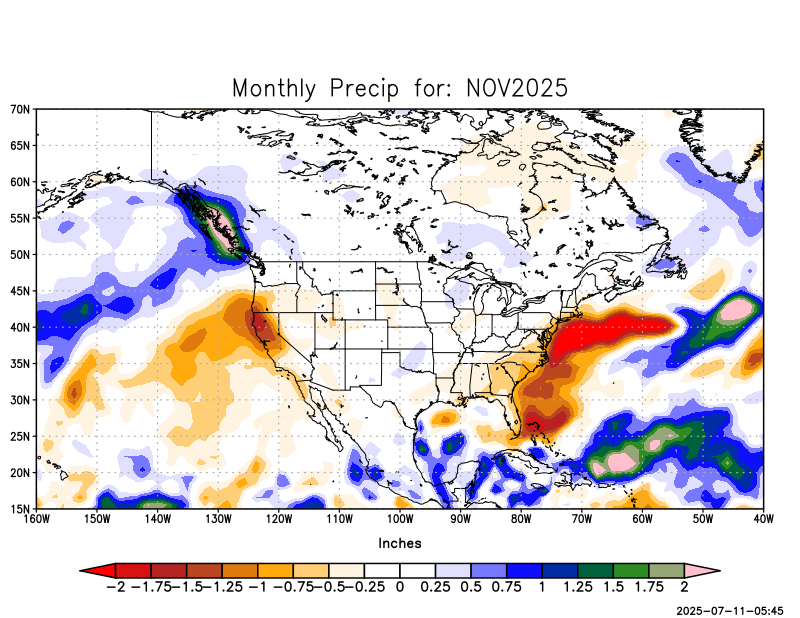 Monthly Precip for: NOV2025
70N
65N
60N
55N
50N
45N
40N
35N
30N
25N
20N
15N
160W 150W 140W 130W 120W 110W 100W 90W 80W 70W 60W 50W 40W
Inches
-2 -1.75 -1.5 -1.25 -1 -0.75 -0.5 -0.25 0 0.25 0.5 0.75 1 1.25 1.5 1.75 2
2025-07-11-05:45